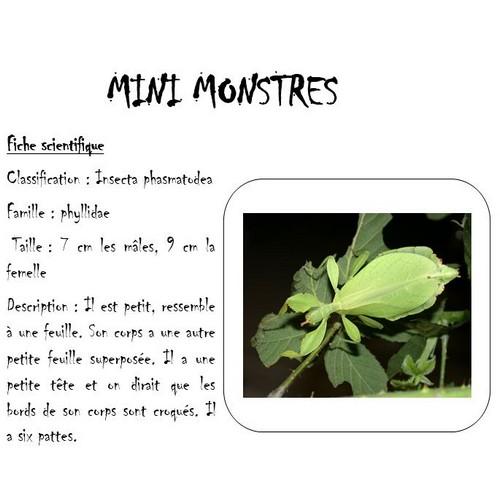 MINI MONSTRES
Fiche scientifique
Classification : Insecta phasmatodea
Famille : phyllidae
Taille : 7 cm les mâles, 9 cm la
femelle
Description : Il est petit, ressemble
à une feuille. Son corps a une autre
petite feuille superposée. Il a une
petite tête et on dirait que les
bords de son corps sont croqués. Il
a six pattes.